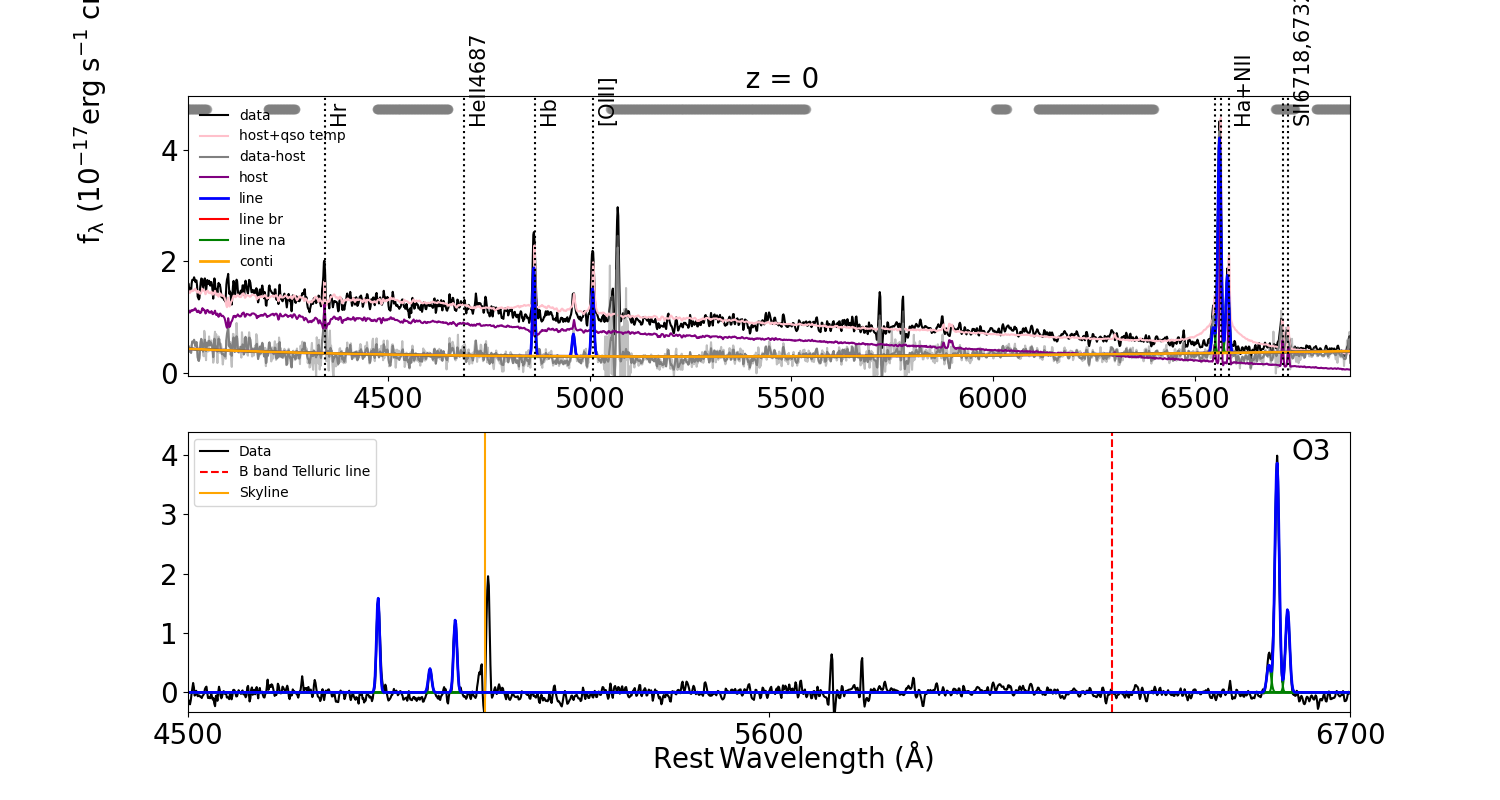 z = 0
f_λ (10^−17 erg s^−1
Hr
HeII4687
Hb
[OIII]
Ha+NII
SII6718,6732
data
host+qso temp
data-host
host
line
line br
line na
conti
4
2
0
4500 5000 5500 6000 6500
O3
Data
B band Telluric line
Skyline
4
3
2
1
0
4500 5600 6700
Rest Wavelength (Å)